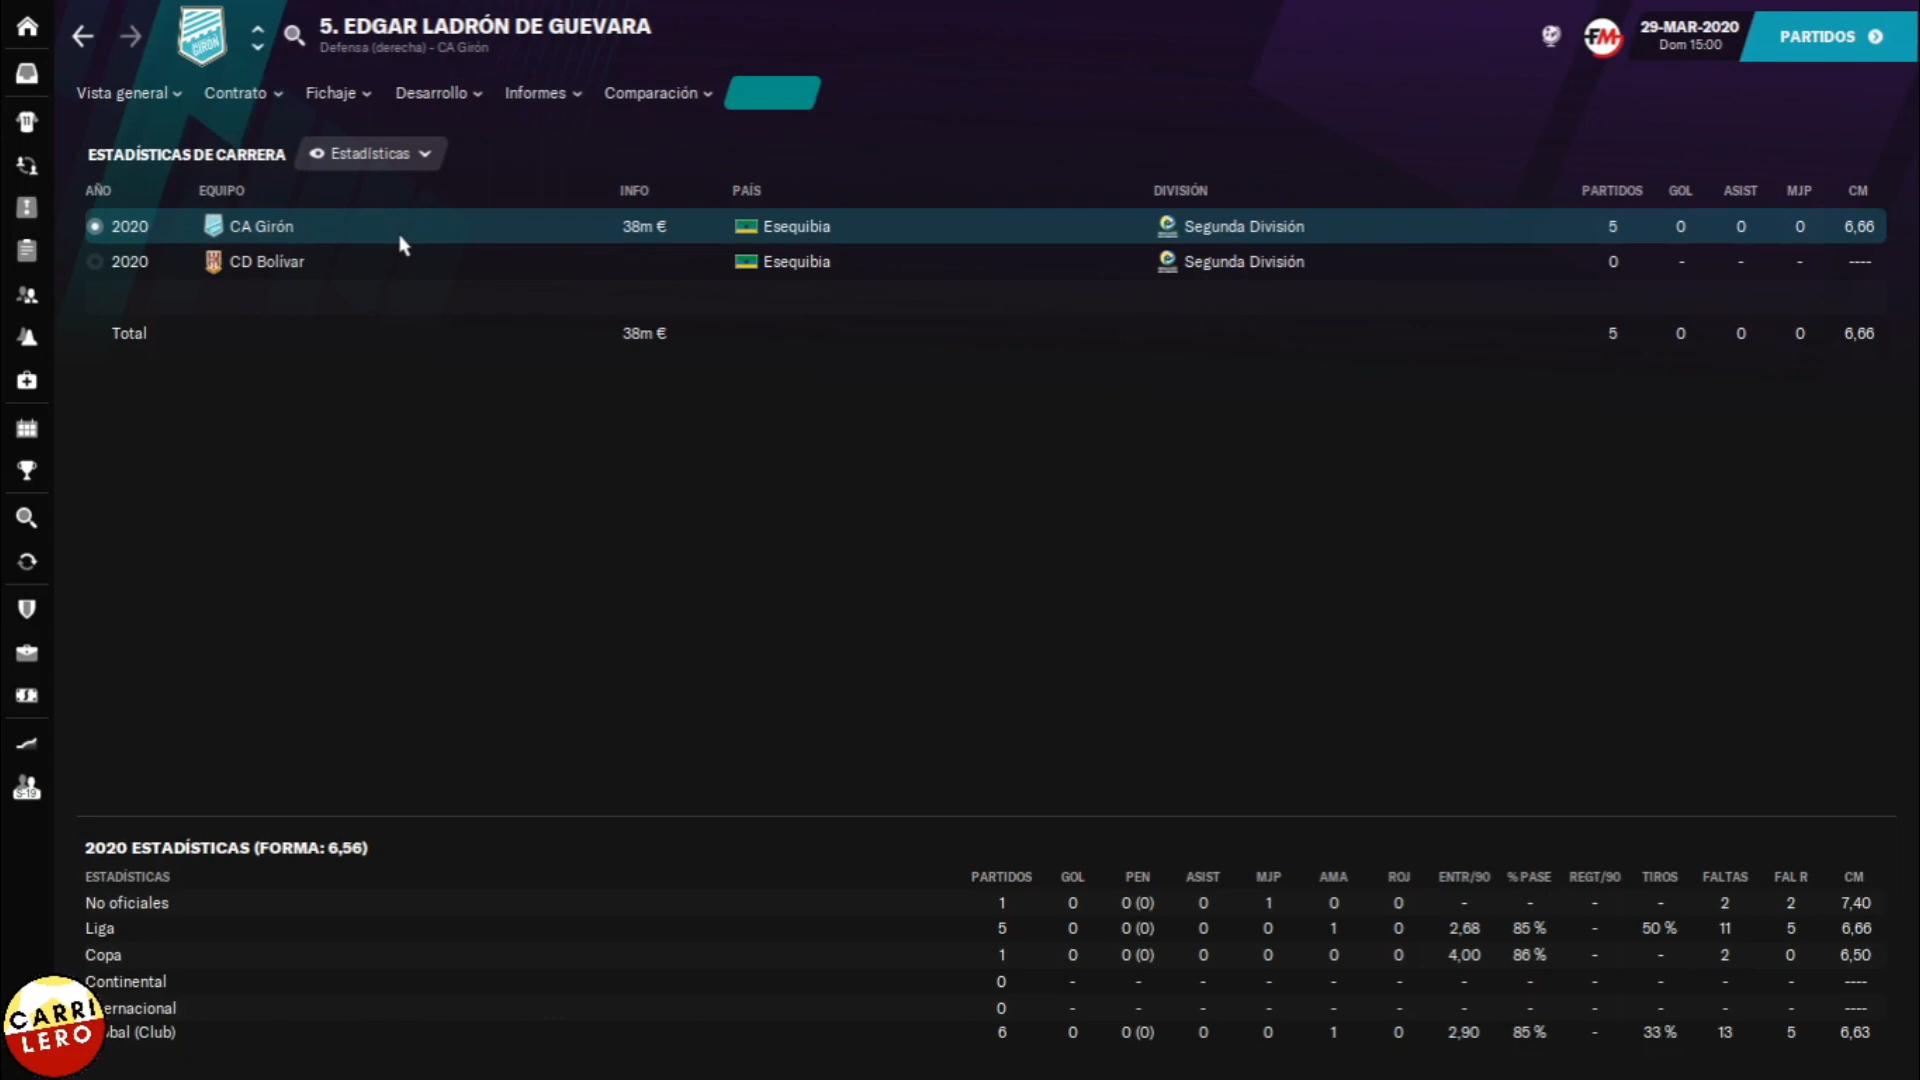 5. EDGAR LADRÓN DE GUEVARA
Defensa (derecha) - CA Girón
GIRÓN
FM
29-MAR-2020
Dom 15:00
PARTIDOS
Vista general Contrato Fichaje Desarrollo Informes Comparación
ESTADÍSTICAS DE CARRERA Estadísticas
AÑO EQUIPO INFO PAÍS DIVISIÓN PARTIDOS GOL ASIST MJP CM
2020 CA Girón 38m € Esequibia Segunda División 5 0 0 0 6,66
2020 CD Bolívar Esequibia Segunda División 0 - - - ----
Total 38m € 5 0 0 0 6,66
S-19
2020 ESTADÍSTICAS (FORMA: 6,56)
ESTADÍSTICAS PARTIDOS GOL PEN ASIST MJP AMA ROJ ENTR/90 % PASE REGT/90 TIROS FALTAS FAL R CM
No oficiales 1 0 0 (0) 0 1 0 0 - - - - 2 2 7,40
Liga 5 0 0 (0) 0 0 1 0 2,68 85 % - 50 % 11 5 6,66
Copa 1 0 0 (0) 0 0 0 0 4,00 86 % - - 2 0 6,50
Continental 0 - - - - - - - - - - - - ----
ernacional 0 - - - - - - - - - - - - ----
bal (Club) 6 0 0 (0) 0 0 1 0 2,90 85 % - 33 % 13 5 6,63
CARRI
LERO